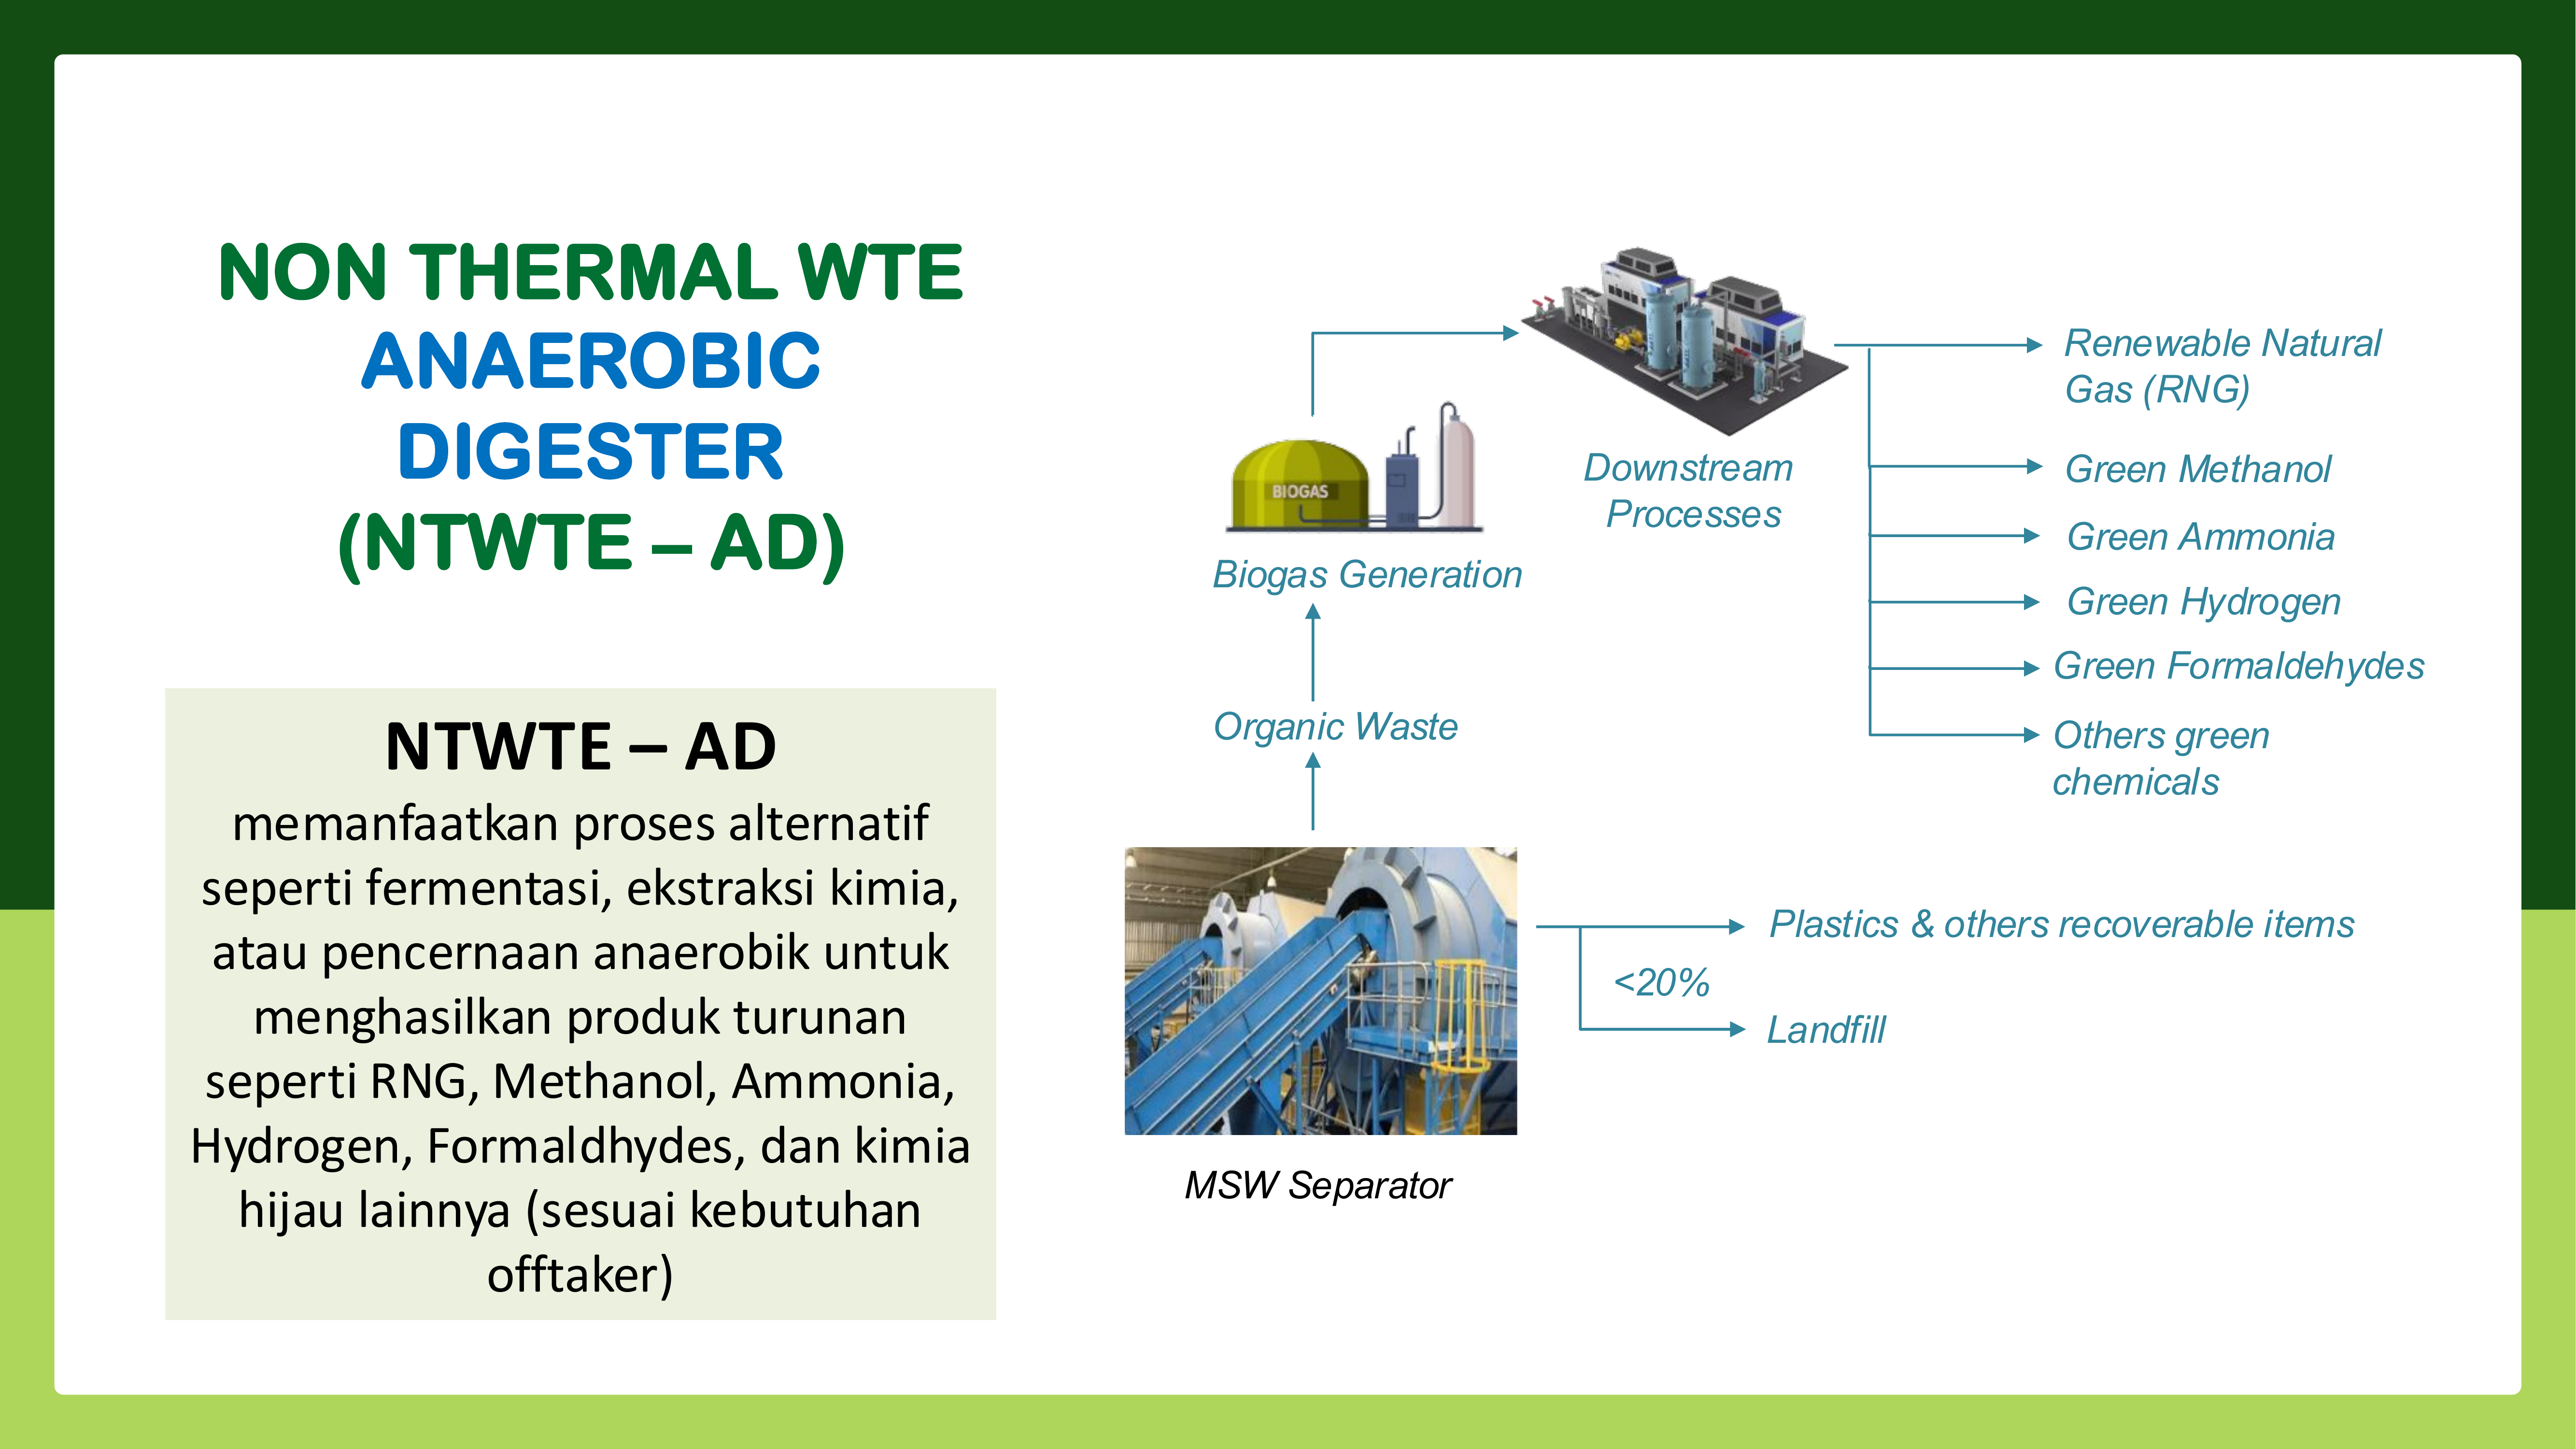 NON THERMAL WTE
ANAEROBIC
DIGESTER
(NTWTE – AD)
NTWTE – AD
memanfaatkan proses alternatif
seperti fermentasi, ekstraksi kimia,
atau pencernaan anaerobik untuk
menghasilkan produk turunan
seperti RNG, Methanol, Ammonia,
Hydrogen, Formaldhydes, dan kimia
hijau lainnya (sesuai kebutuhan
offtaker)
Downstream
Processes
BIOGAS
Biogas Generation
Organic Waste
MSW Separator
Renewable Natural
Gas (RNG)
Green Methanol
Green Ammonia
Green Hydrogen
Green Formaldehydes
Others green
chemicals
Plastics & others recoverable items
<20%
Landfill